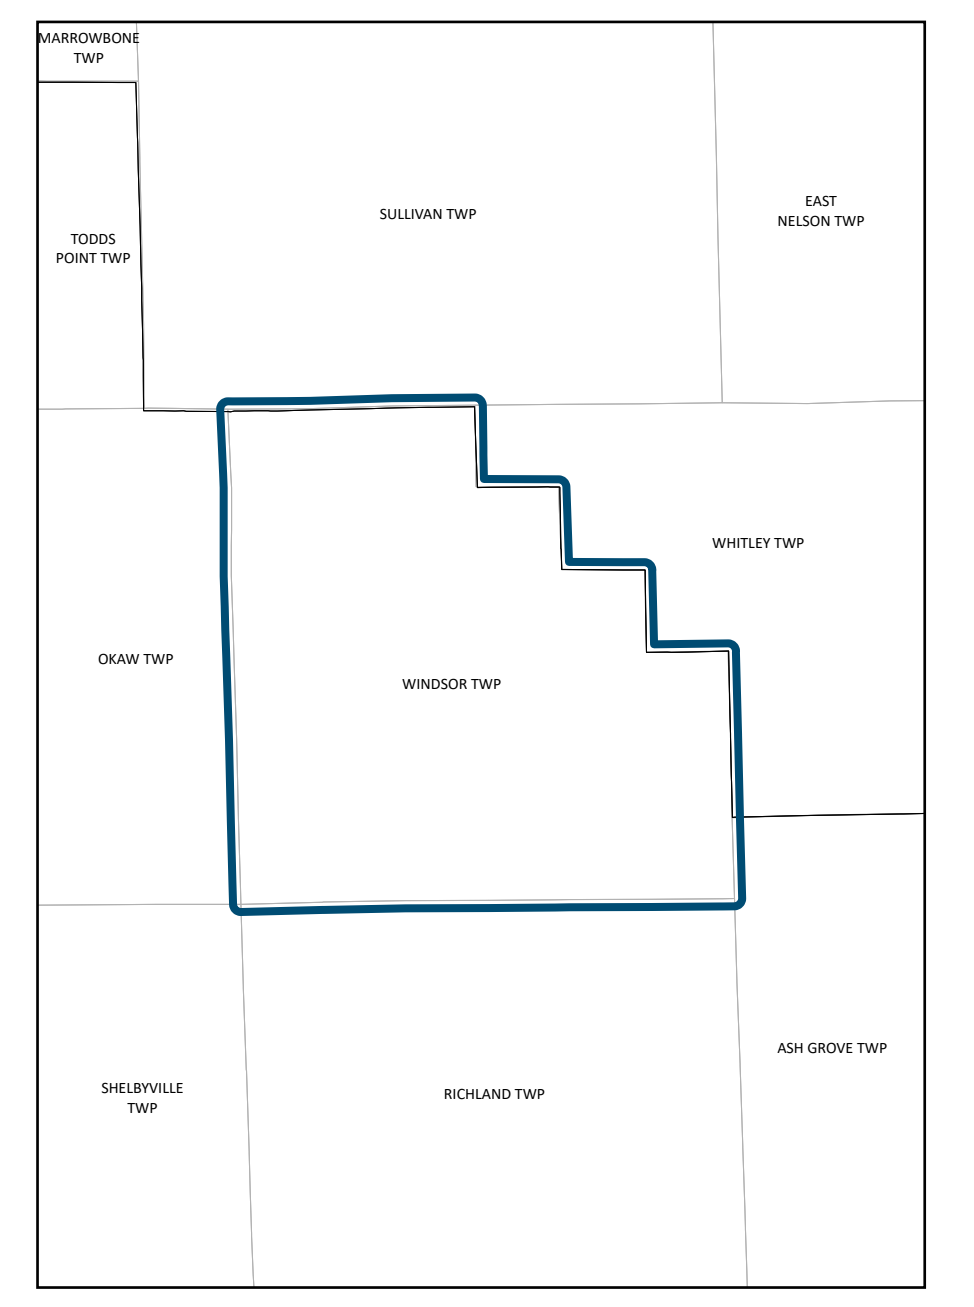 MARROWBONE
TWP
SULLIVAN TWP
EAST
NELSON TWP
TODDS
POINT TWP
WHITLEY TWP
OKAW TWP
WINDSOR TWP
ASH GROVE TWP
SHELBYVILLE
TWP
RICHLAND TWP